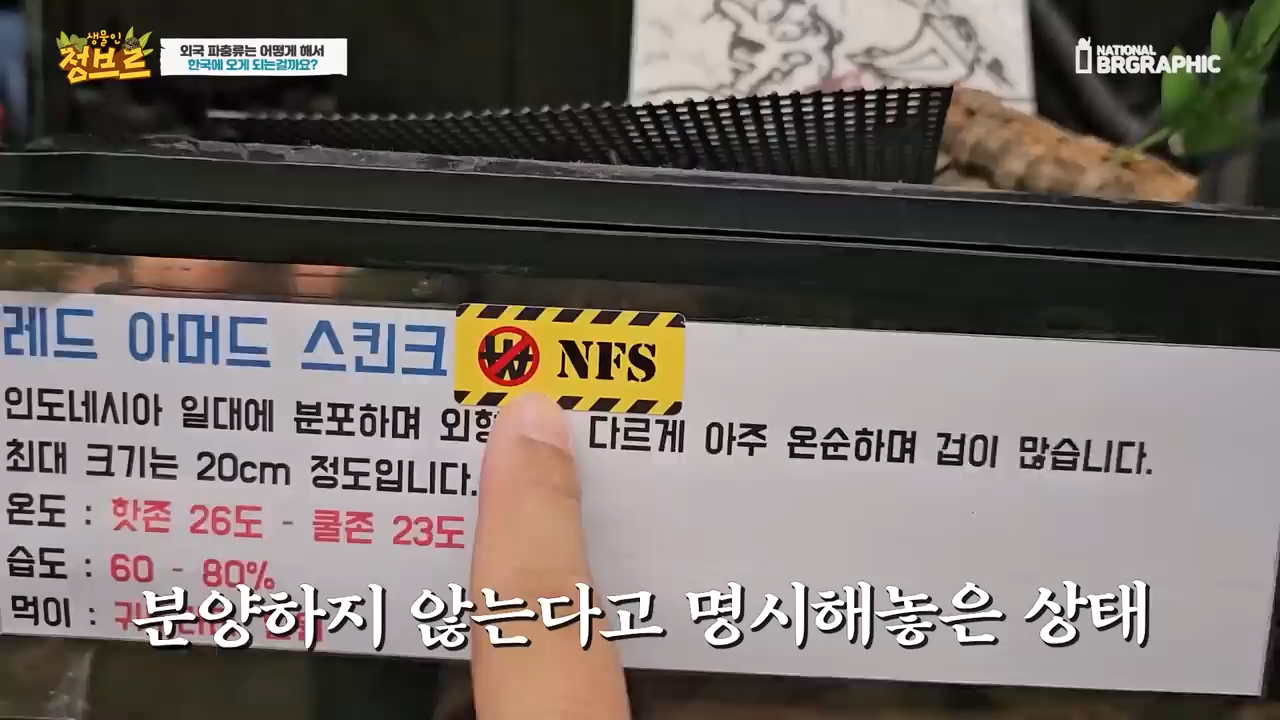 생물인
정브르
외국 파충류는 어떻게 해서
한국에 오게 되는걸까요?
NATIONAL
BRGRAPHIC
레드 아머드 스킨크
₩ NFS
인도네시아 일대에 분포하며 다르게 아주 온순하며 겁이 많습니다.
최대 크기는 20cm 정도입니다.
온도 : 핫존 26도 - 쿨존 23도
습도 : 60 - 80%
먹이 :
분양하지 않는다고 명시해놓은 상태